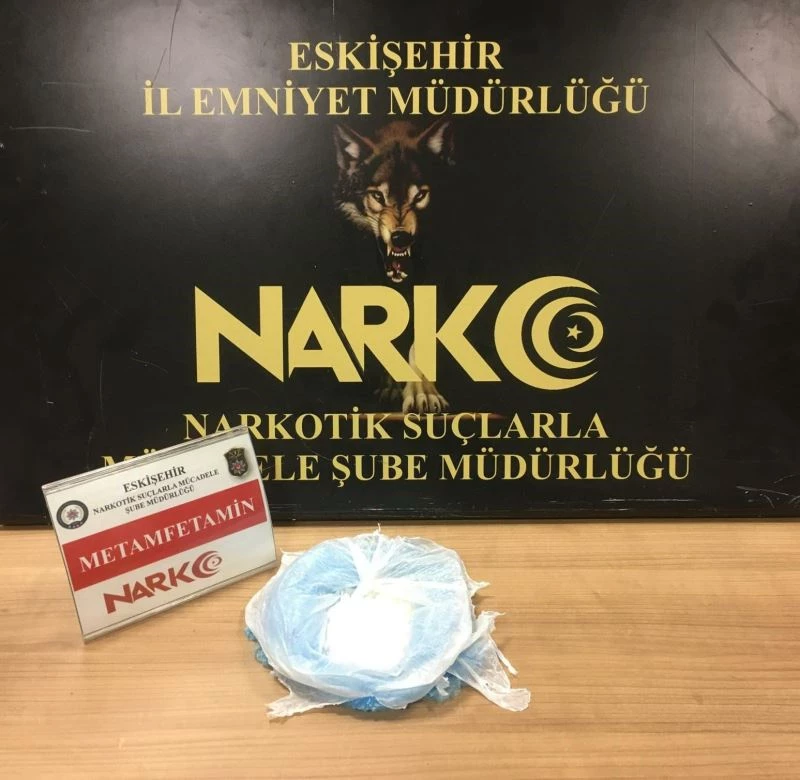 ESKİŞEHİR
İL EMNİYET MÜDÜRLÜĞÜ
NARKO
NARKOTİK SUÇLARLA
MÜ ELE ŞUBE MÜDÜRLÜĞÜ
ESKİŞEHİR
NARKOTİK SUÇLARLA MÜCADELE
ŞUBE MÜDÜRLÜĞÜ
METAMFETAMİN
NARKO